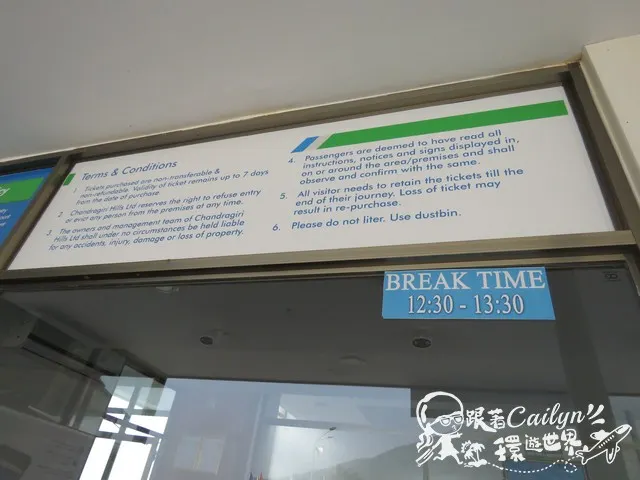 Terms & Conditions
1. Tickets purchased are non-transferable &
non-refundable. Validity of ticket remains up to 7 days
from the date of purchase
2. Chandragiri Hills Ltd reserves the right to refuse entry
or evict any person from the premises at any time.
3. The owners and management team of Chandragiri
Hills Ltd shall under no circumstances be held liable
for any accidents, injury, damage or loss of property.
4. Passengers are deemed to have read all
instructions, notices and signs displayed in,
on or around the area/premises and shall
observe and confirm with the same.
5. All visitor needs to retain the tickets till the
end of their journey. Loss of ticket may
result in re-purchase.
6. Please do not liter. Use dustbin.
BREAK TIME
12:30 - 13:30
跟著Cailyn
環遊世界